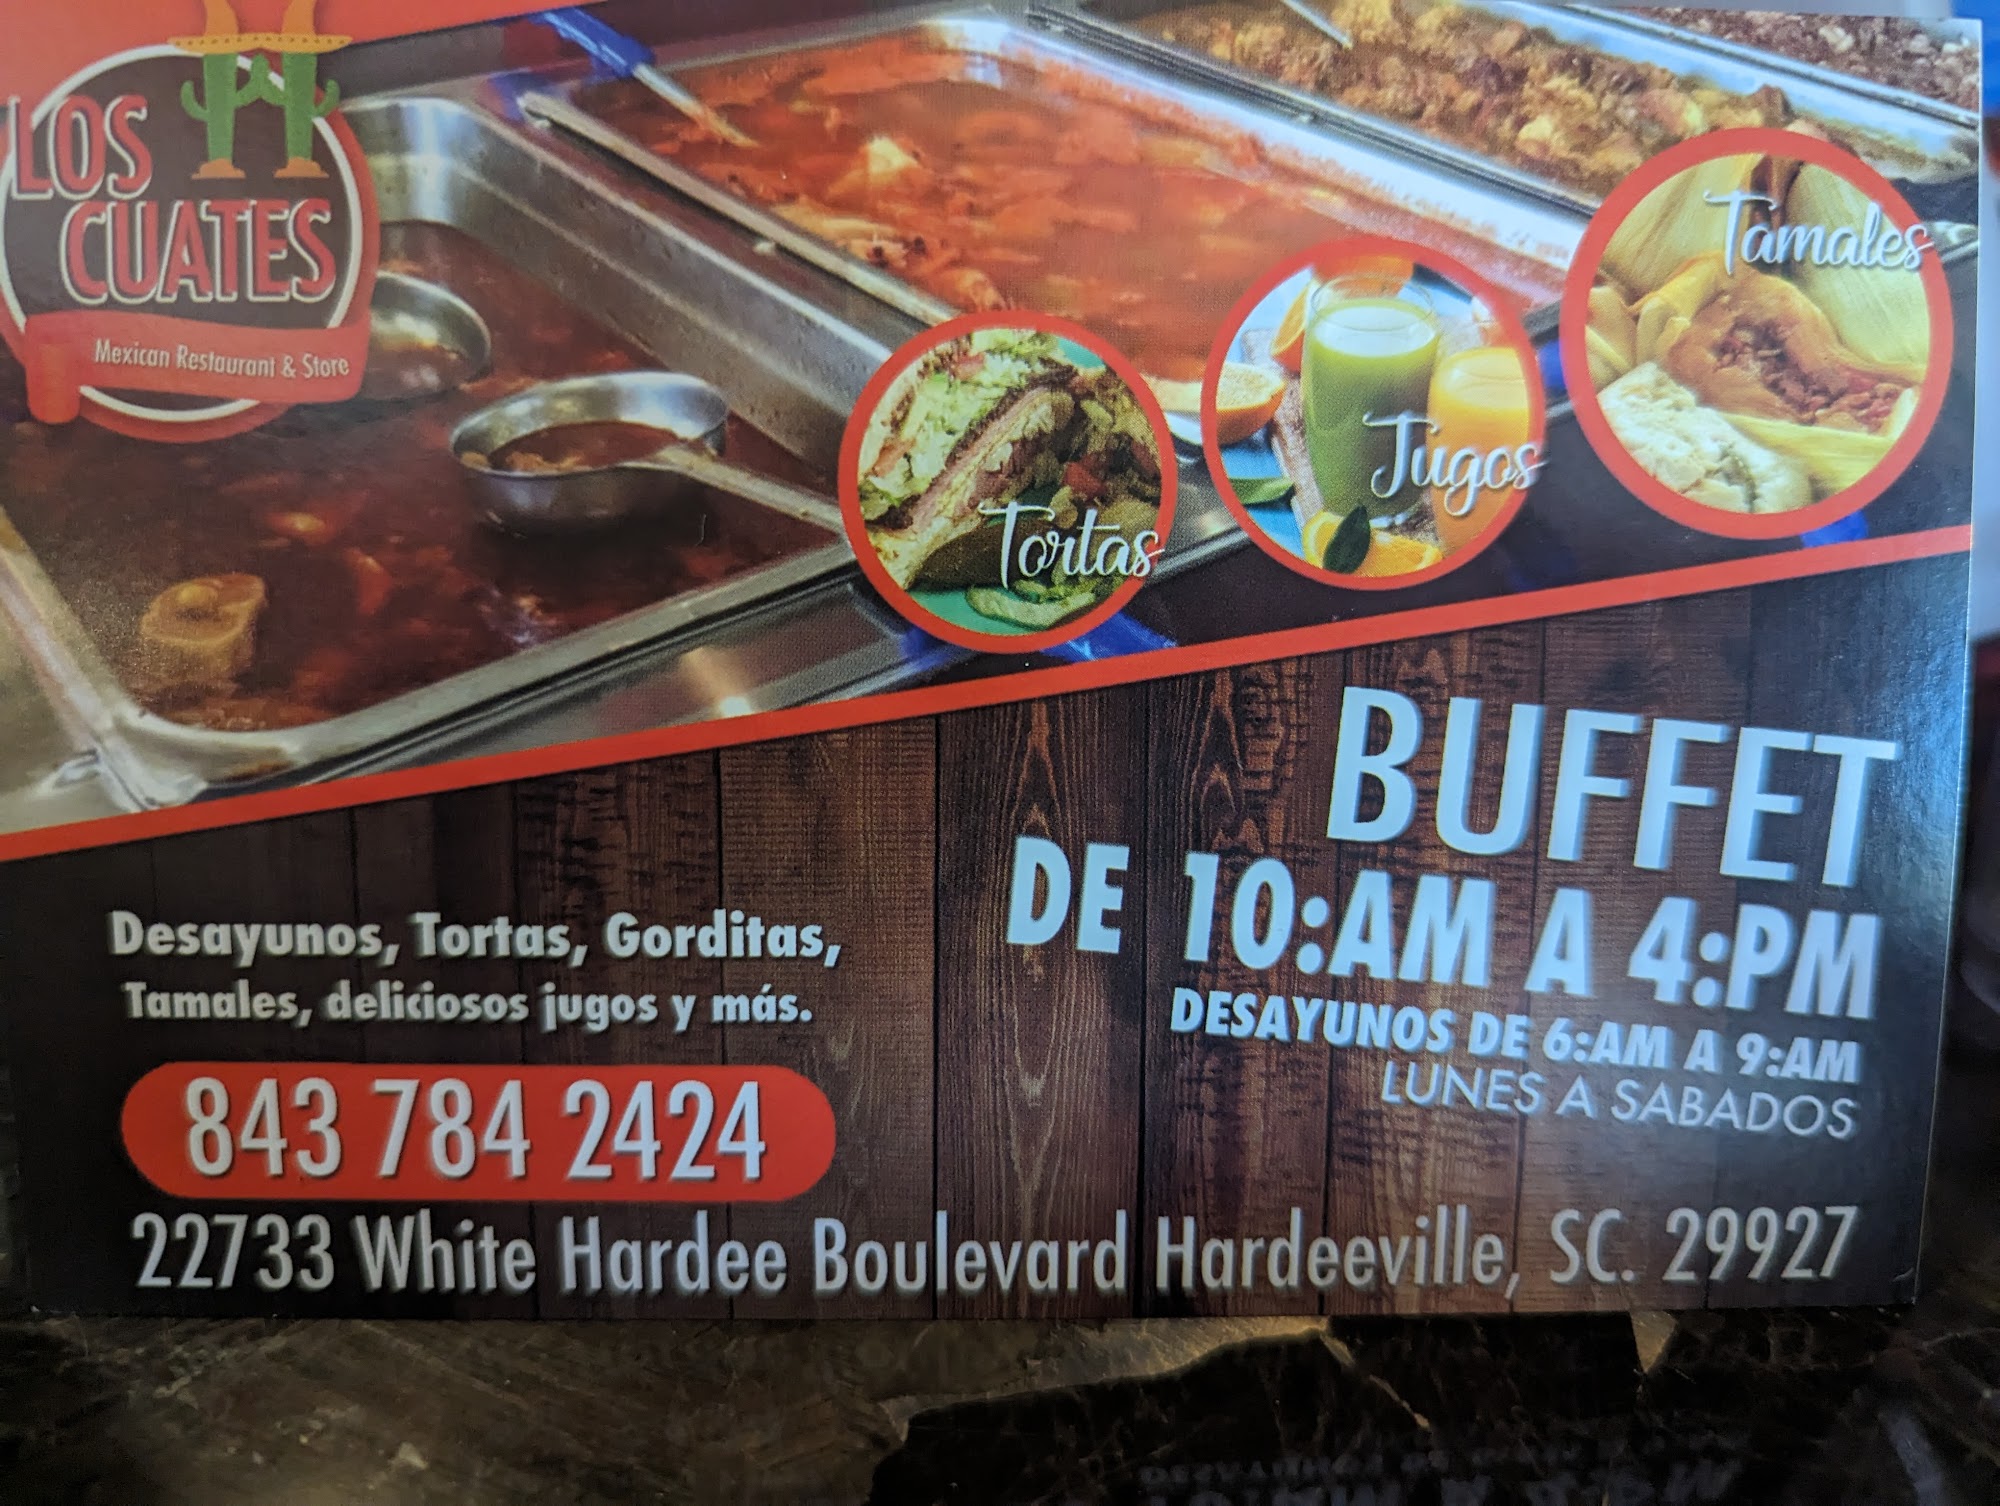 LOS
CUATES
Mexican Restaurant & Store
Tamales
Jugos
Tortas
BUFFET
DE 10:AM A 4:PM
DESAYUNOS DE 6:AM A 9:AM
LUNES A SABADOS
Desayunos, Tortas, Gorditas,
Tamales, deliciosos jugos y más.
843 784 2424
22733 White Hardee Boulevard Hardeeville, SC. 29927